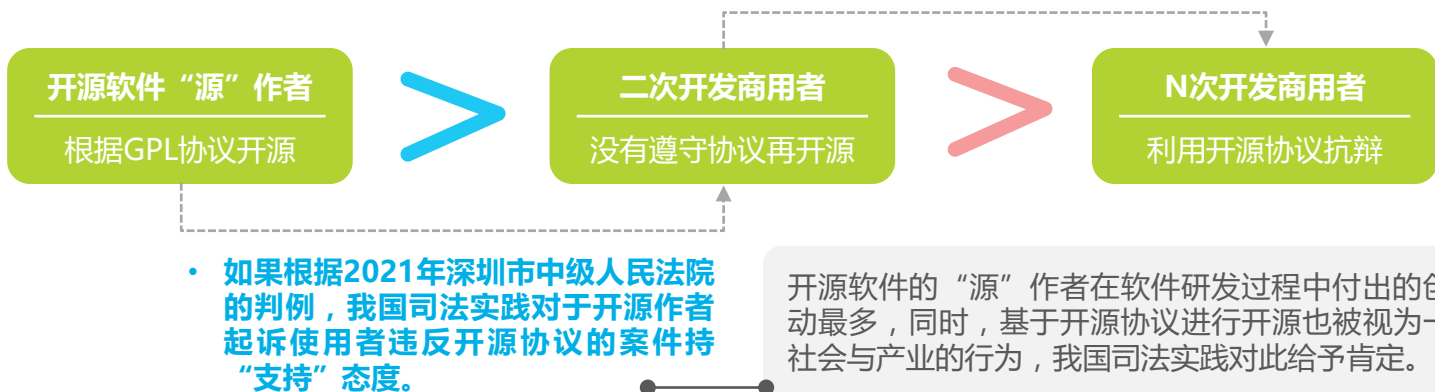 开源软件“源”作者
根据GPL协议开源
二次开发商用者
没有遵守协议再开源
N次开发商用者
利用开源协议抗辩
• 如果根据2021年深圳市中级人民法院
的判例，我国司法实践对于开源作者
起诉使用者违反开源协议的案件持
“支持”态度。
开源软件的“源”作者在软件研发过程中付出的创
动最多，同时，基于开源协议进行开源也被视为一
社会与产业的行为，我国司法实践对此给予肯定。